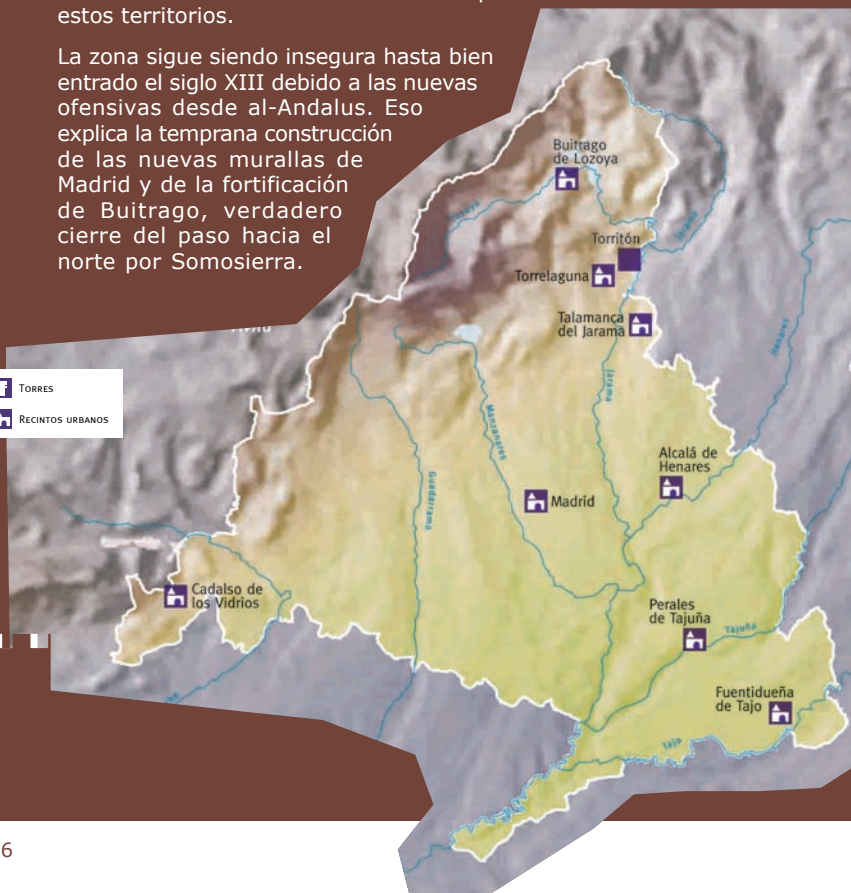 estos territorios.
La zona sigue siendo insegura hasta bien
entrado el siglo XIII debido a las nuevas
ofensivas desde al-Andalus. Eso
explica la temprana construcción
de las nuevas murallas de
Madrid y de la fortificación
de Buitrago, verdadero
cierre del paso hacia el
norte por Somosierra.
Buitrago
de Lozoya
Lozoya
Jarama
Torritón
Torrelaguna
Talamanca
del Jarama
Henares
TORRES
RECINTOS URBANOS
Jarama
Manzanares
Guadarrama
Alcalá de
Henares
Madrid
Cadalso de
los Vidrios
Perales
de Tajuña
Tajuña
Fuentidueña
de Tajo
Tajo
6